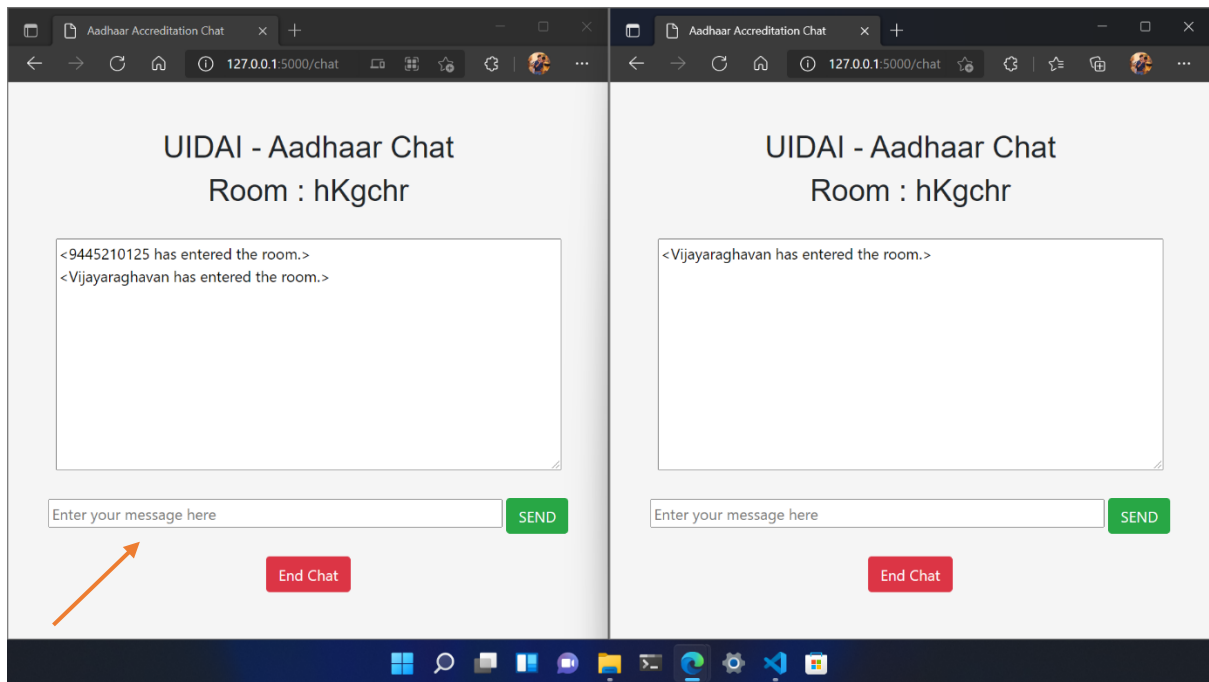 Aadhaar Accreditation Chat
127.0.0.1:5000/chat
UIDAI - Aadhaar Chat
Room : hKgchr
<9445210125 has entered the room.>
<Vijayaraghavan has entered the room.>
Enter your message here
SEND
End Chat
Aadhaar Accreditation Chat
127.0.0.1:5000/chat
UIDAI - Aadhaar Chat
Room : hKgchr
<Vijayaraghavan has entered the room.>
Enter your message here
SEND
End Chat